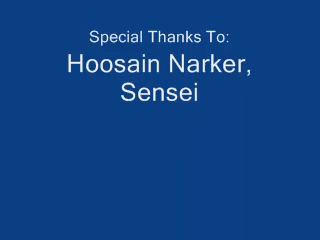 Special Thanks To:
Hoosain Narker,
Sensei